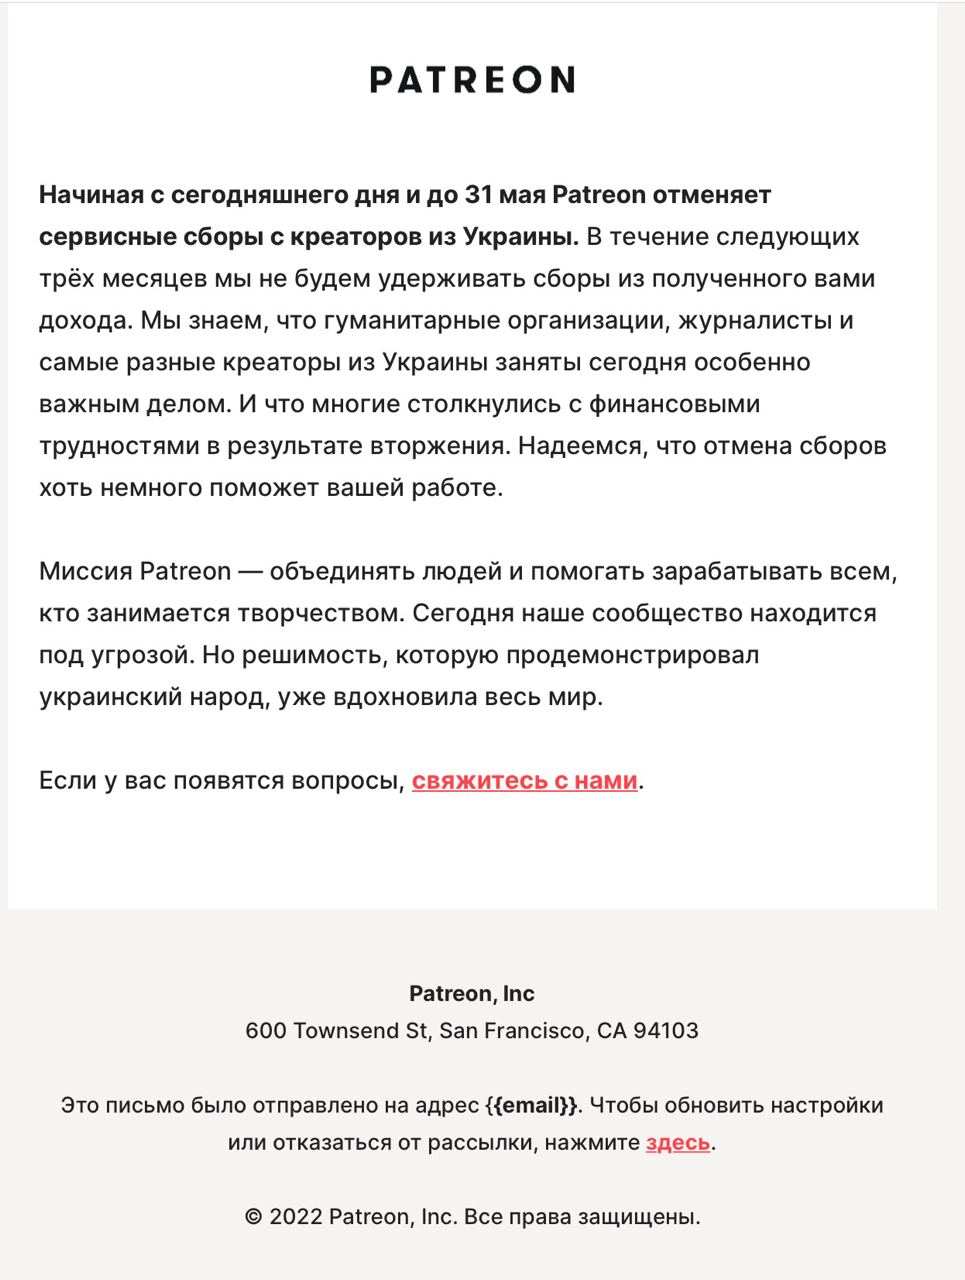 PATREON
Начиная с сегодняшнего дня и до 31 мая Patreon отменяет
сервисные сборы с креаторов из Украины. В течение следующих
трёх месяцев мы не будем удерживать сборы из полученного вами
дохода. Мы знаем, что гуманитарные организации, журналисты и
самые разные креаторы из Украины заняты сегодня особенно
важным делом. И что многие столкнулись с финансовыми
трудностями в результате вторжения. Надеемся, что отмена сборов
хоть немного поможет вашей работе.
Миссия Patreon — объединять людей и помогать зарабатывать всем,
кто занимается творчеством. Сегодня наше сообщество находится
под угрозой. Но решимость, которую продемонстрировал
украинский народ, уже вдохновила весь мир.
Если у вас появятся вопросы, свяжитесь с нами.
Patreon, Inc
600 Townsend St, San Francisco, CA 94103
Это письмо было отправлено на адрес {{email}}. Чтобы обновить настройки
или отказаться от рассылки, нажмите здесь.
© 2022 Patreon, Inc. Все права защищены.